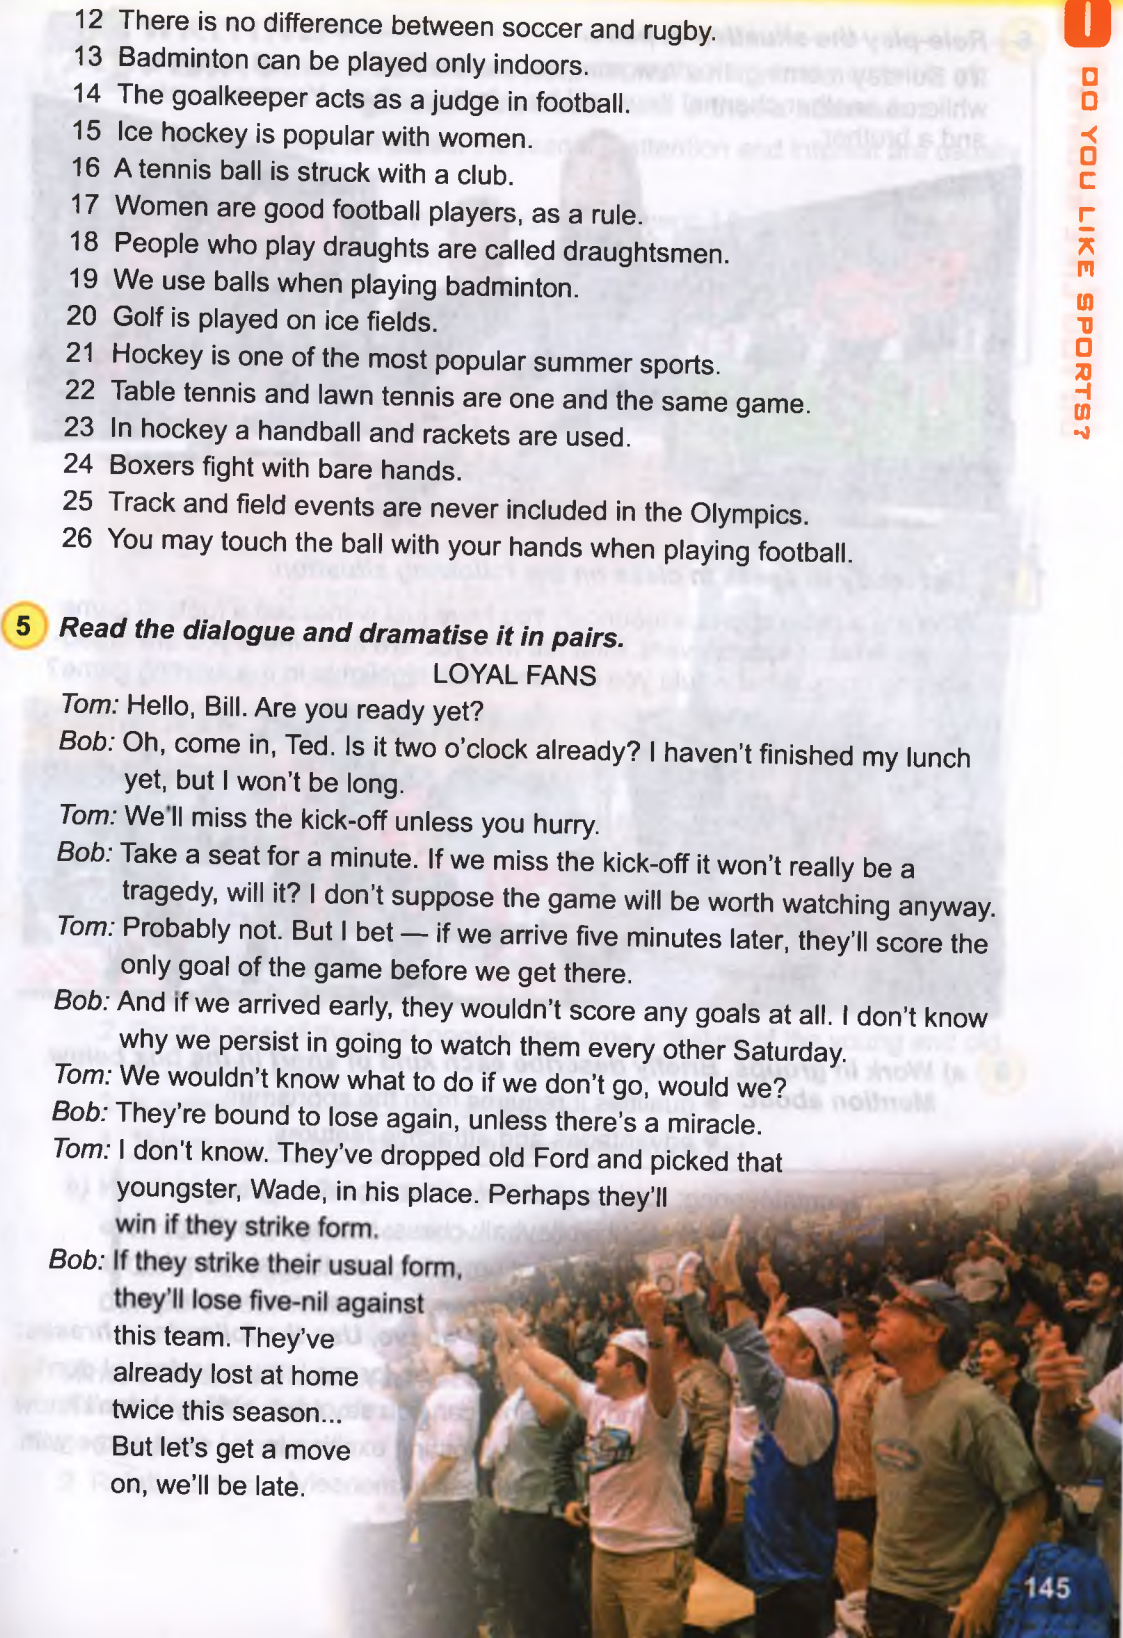 12 There is no difference between soccer and rugby.
13 Badminton can be played only indoors.
14 The goalkeeper acts as a judge in football.
15 Ice hockey is popular with women.
16 A tennis ball is struck with a club.
17 Women are good football players, as a rule.
18 People who play draughts are called draughtsmen.
19 We use balls when playing badminton.
20 Golf is played on ice fields.
21 Hockey is one of the most popular summer sports.
22 Table tennis and lawn tennis are one and the same game.
23 In hockey a handball and rackets are used.
24 Boxers fight with bare hands.
25 Track and field events are never included in the Olympics.
26 You may touch the ball with your hands when playing football.
1
DO YOU LIKE SPORTS?
5 Read the dialogue and dramatise it in pairs.
LOYAL FANS
Tom: Hello, Bill. Are you ready yet?
Bob: Oh, come in, Ted. Is it two o'clock already? I haven't finished my lunch
yet, but I won't be long.
Tom: We'll miss the kick-off unless you hurry.
Bob: Take a seat for a minute. If we miss the kick-off it won't really be a
tragedy, will it? I don't suppose the game will be worth watching anyway.
Tom: Probably not. But I bet — if we arrive five minutes later, they'll score the
only goal of the game before we get there.
Bob: And if we arrived early, they wouldn't score any goals at all. I don't know
why we persist in going to watch them every other Saturday.
Tom: We wouldn't know what to do if we don't go, would we?
Bob: They're bound to lose again, unless there's a miracle.
Tom: I don't know. They've dropped old Ford and picked that
youngster, Wade, in his place. Perhaps they'll
win if they strike form.
Bob: If they strike their usual form,
they'll lose five-nil against
this team. They've
already lost at home
twice this season...
But let's get a move
on, we'll be late.
145